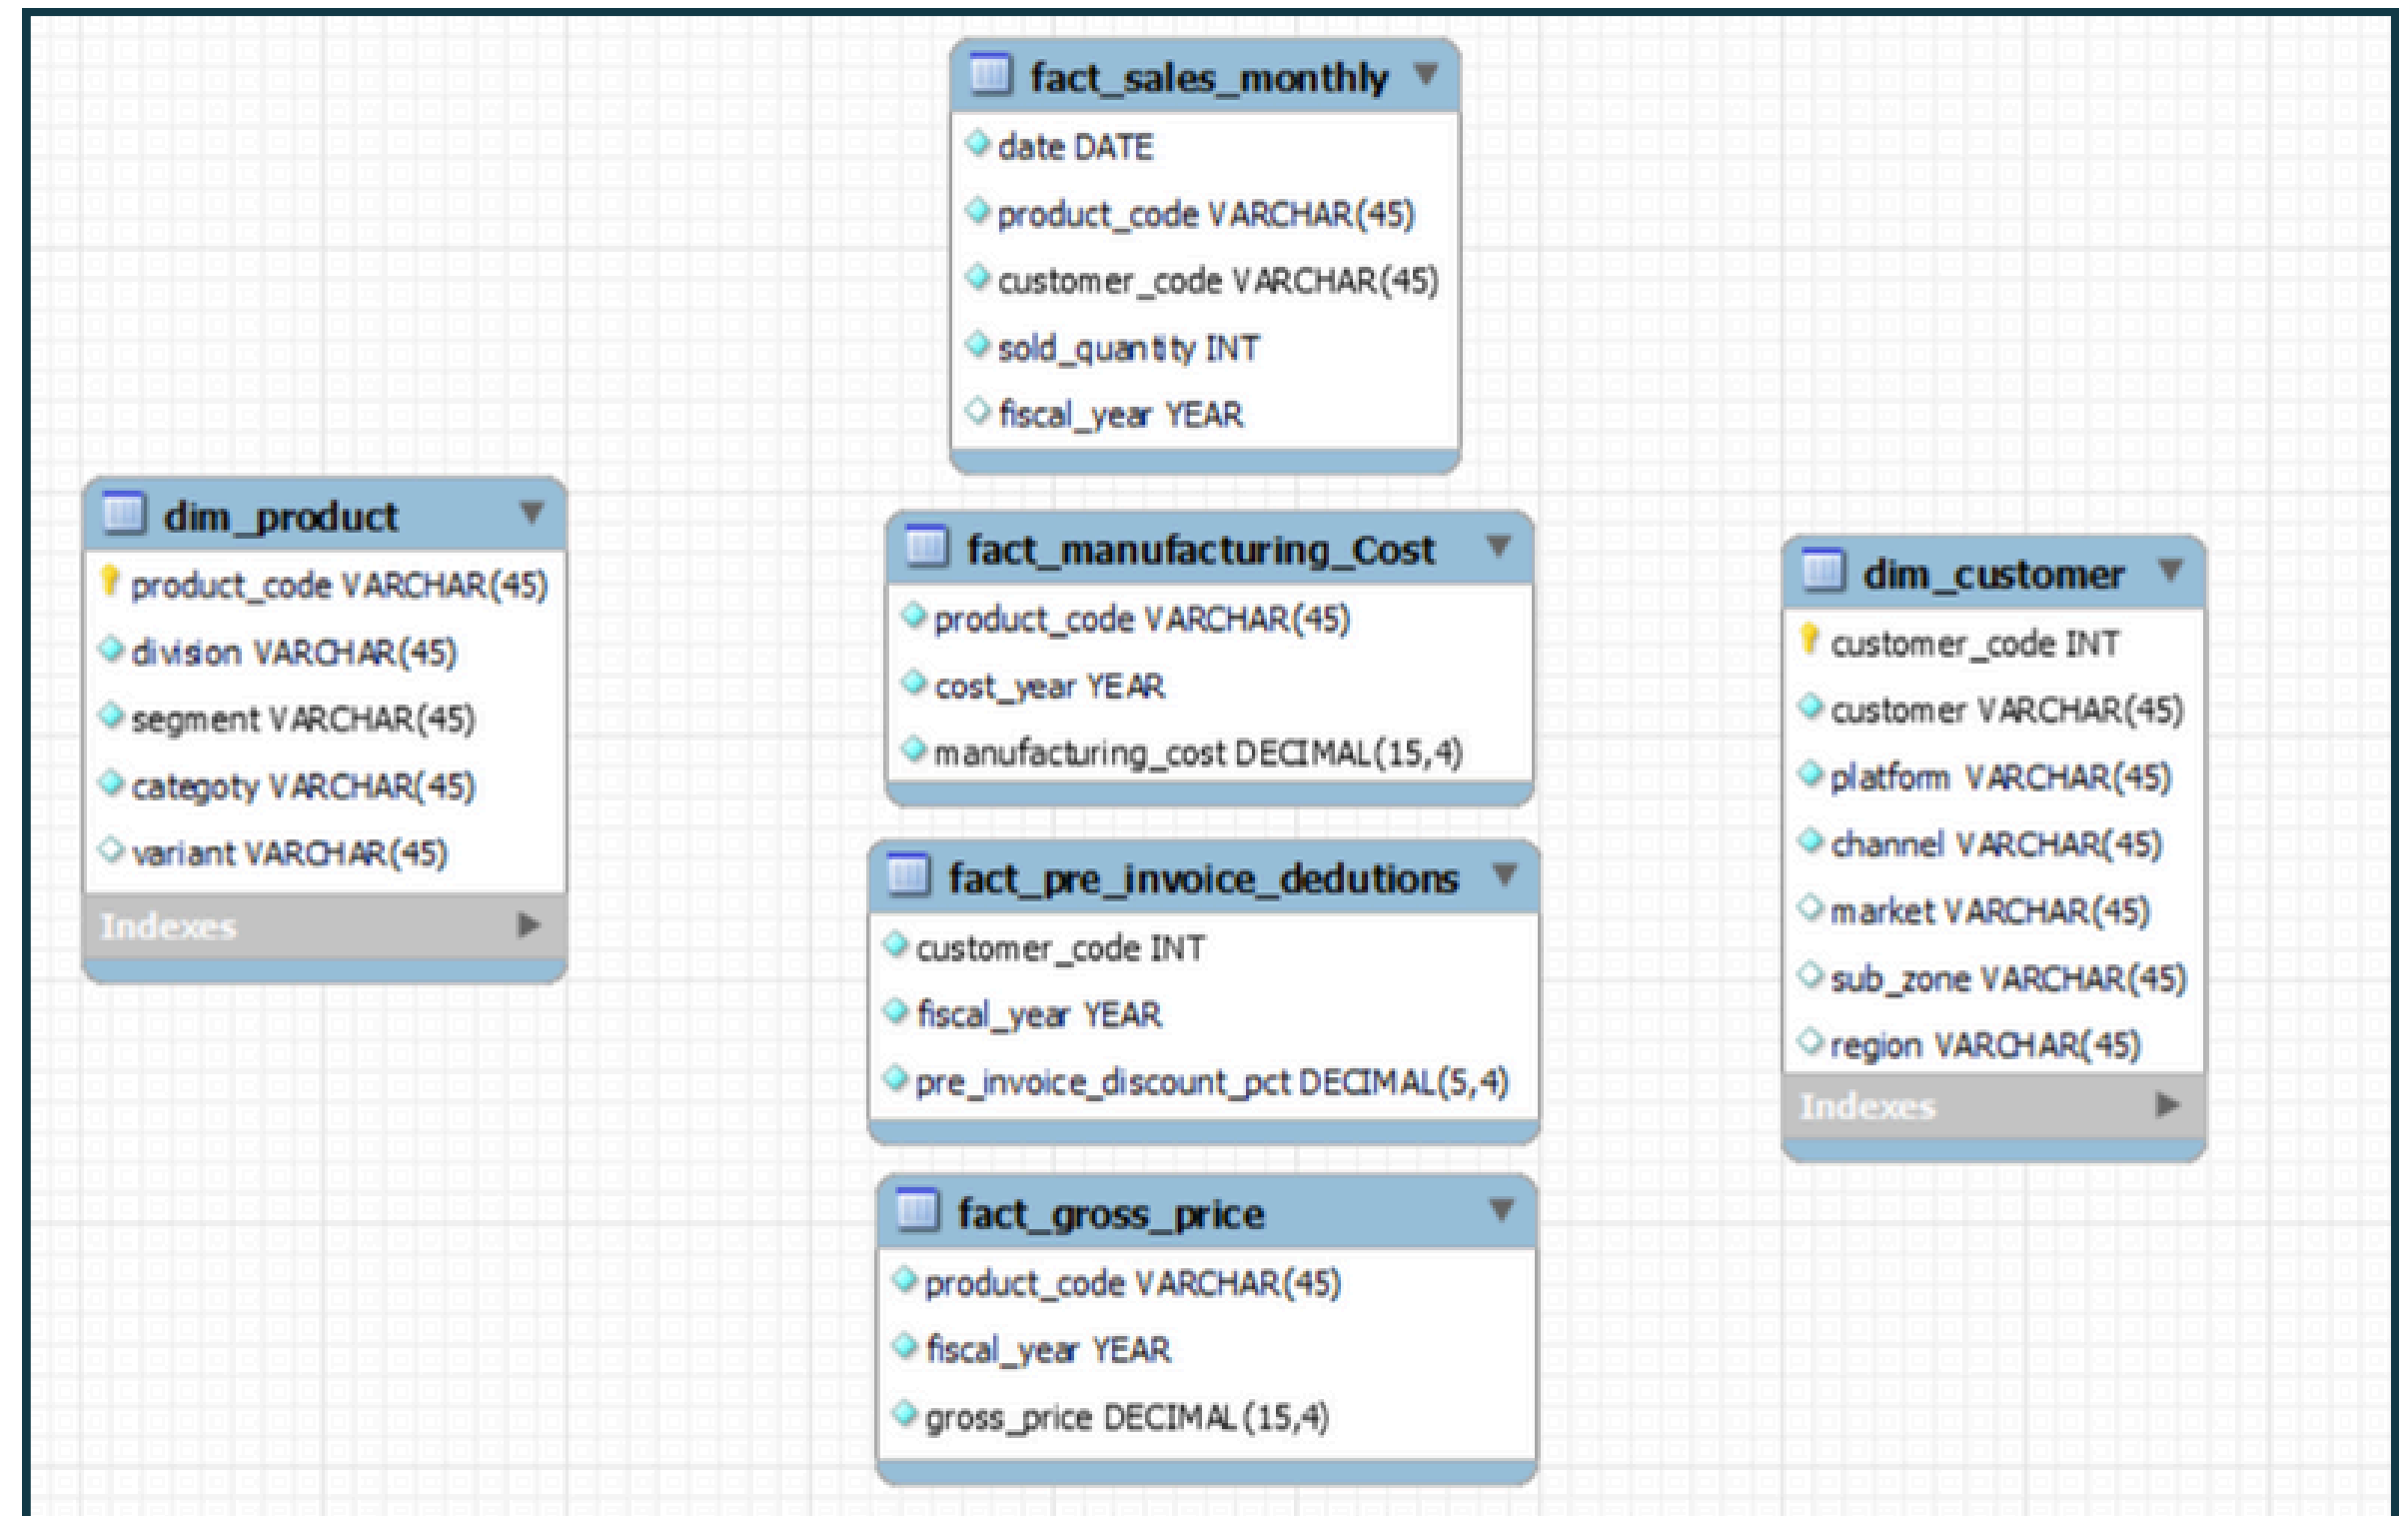 fact_sales_monthly
date DATE
product_code VARCHAR(45)
customer_code VARCHAR(45)
sold_quantity INT
fiscal_year YEAR
dim_product
product_code VARCHAR(45)
division VARCHAR(45)
segment VARCHAR(45)
categoty VARCHAR(45)
variant VARCHAR(45)
Indexes
fact_manufacturing_Cost
product_code VARCHAR(45)
cost_year YEAR
manufacturing_cost DECIMAL(15,4)
fact_pre_invoice_dedutions
customer_code INT
fiscal_year YEAR
pre_invoice_discount_pct DECIMAL(5,4)
fact_gross_price
product_code VARCHAR(45)
fiscal_year YEAR
gross_price DECIMAL(15,4)
dim_customer
customer_code INT
customer VARCHAR(45)
platform VARCHAR(45)
channel VARCHAR(45)
market VARCHAR(45)
sub_zone VARCHAR(45)
region VARCHAR(45)
Indexes